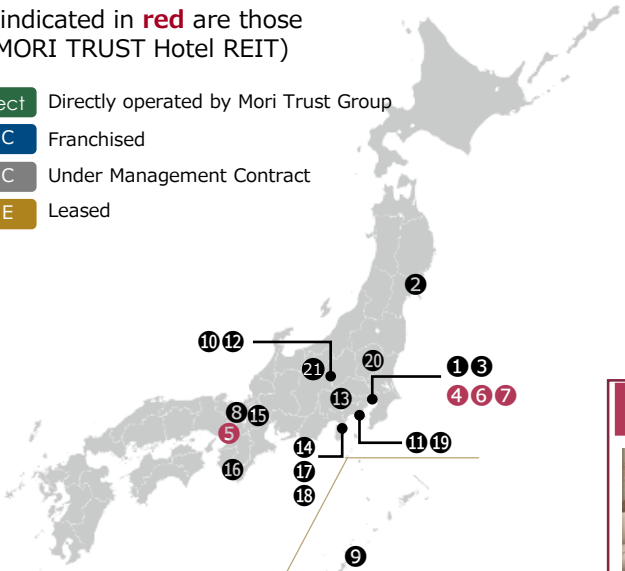 indicated in red are those
MORI TRUST Hotel REIT)
ect Directly operated by Mori Trust Group
C Franchised
C Under Management Contract
E Leased
2
10 12
21
20
1 3
13
4 6 7
8 15
5
14
11 19
16
17
18
9